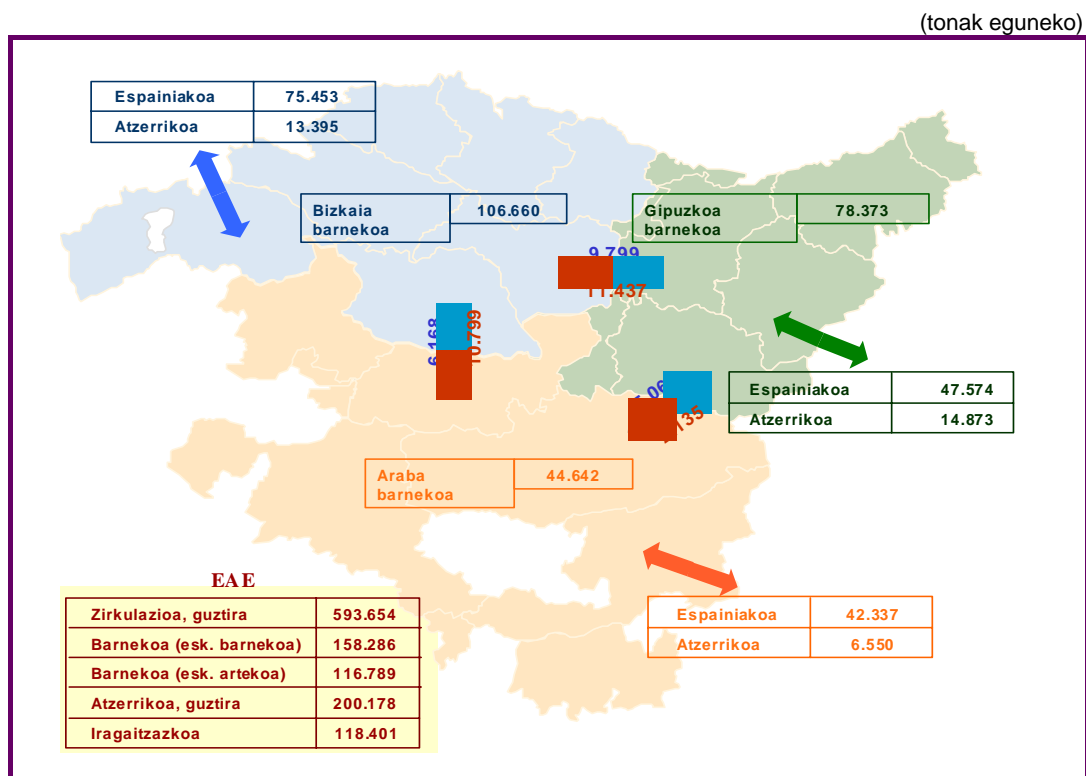 (tonak eguneko)
Espainiakoa 75.453
Atzerrikoa 13.395
Bizkaia barnekoa 106.660
Gipuzkoa barnekoa 78.373
9.799
11.437
6.168
10.799
Espainiakoa 47.574
Atzerrikoa 14.873
Araba barnekoa 44.642
EAE
Zirkulazioa, guztira 593.654
Barnekoa (esk. barnekoa) 158.286
Barnekoa (esk. artekoa) 116.789
Atzerrikoa, guztira 200.178
Iragaitzazkoa 118.401
Espainiakoa 42.337
Atzerrikoa 6.550